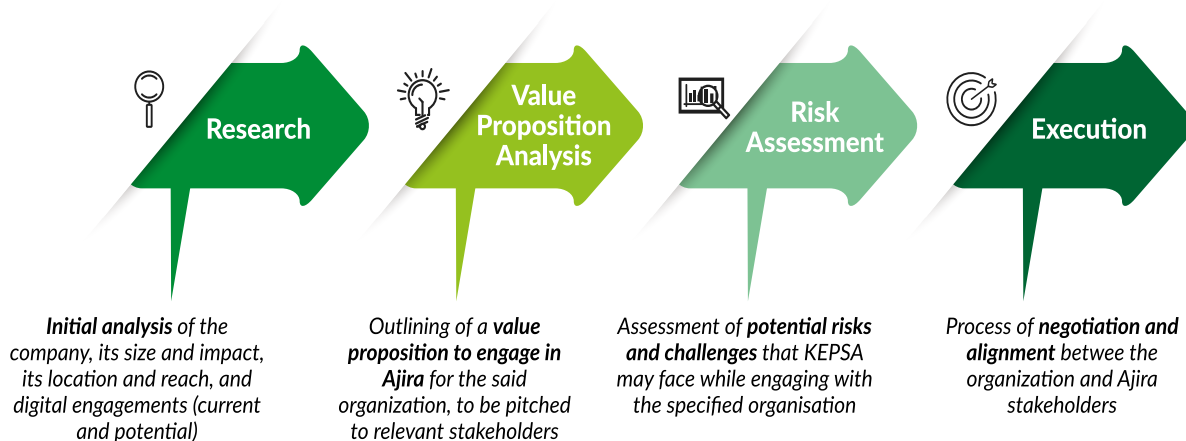 Research
Value
Proposition
Analysis
Risk
Assessment
Execution
Initial analysis of the
company, its size and impact,
its location and reach, and
digital engagements (current
and potential)
Outlining of a value
proposition to engage in
Ajira for the said
organization, to be pitched
to relevant stakeholders
Assessment of potential risks
and challenges that KEPSA
may face while engaging with
the specified organisation
Process of negotiation and
alignment betwee the
organization and Ajira
stakeholders